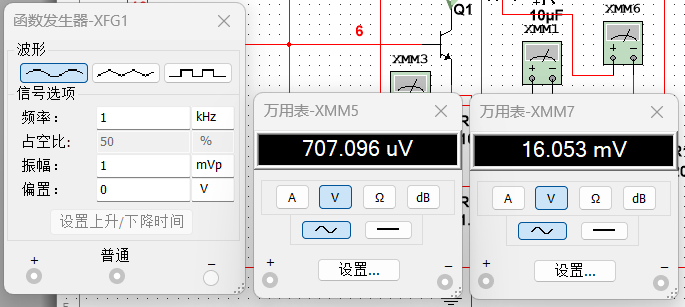 函数发生器-XFG1
波形
信号选项
频率： 1 kHz
占空比: 50 %
振幅： 1 mVp
偏置： 0 V
设置上升/下降时间
+ 普通 −
6
Q1
10µF
XMM3
XMM1
XMM6
万用表-XMM5
707.096 uV
A V Ω dB
设置...
+ −
万用表-XMM7
16.053 mV
A V Ω dB
设置...
+ −